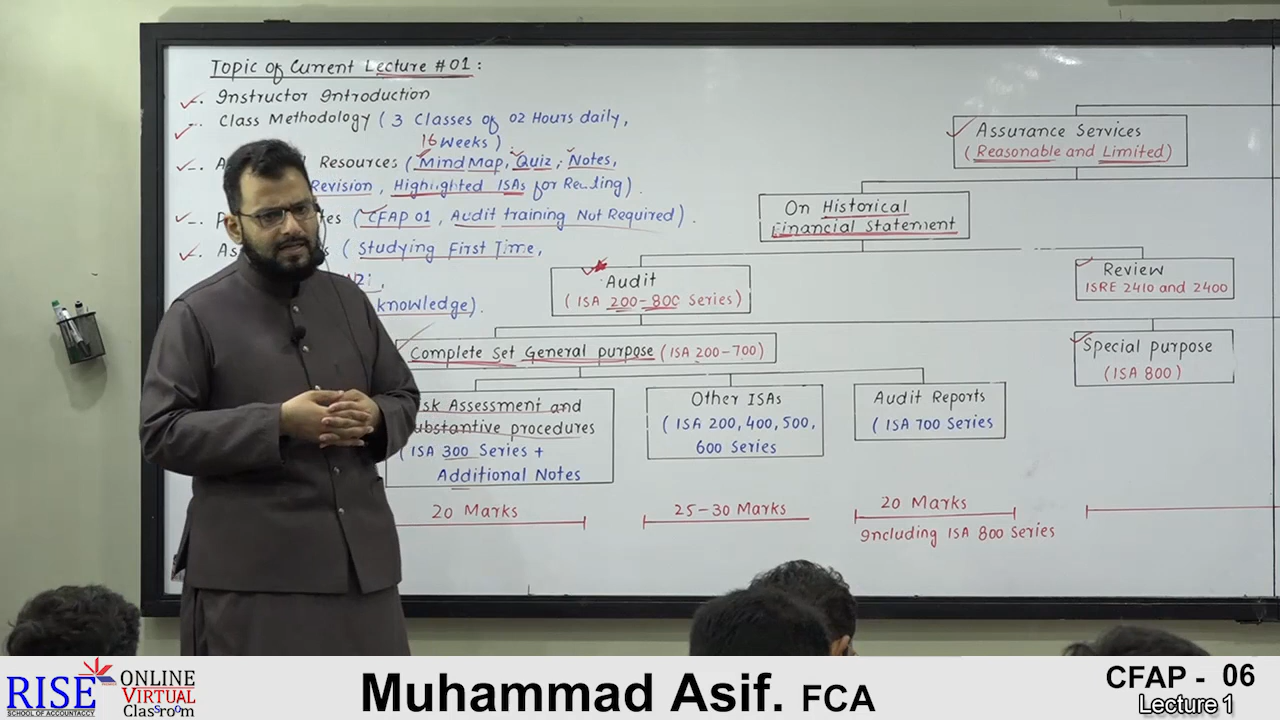 Topic of Current Lecture #01:
Instructor Introduction
Class Methodology (3 Classes of 02 Hours daily,
16 Weeks)
Resources (Mind Map, Quiz, Notes,
Revision, Highlighted ISAs for Reading)
(CFAP 01, Audit training Not Required).
(Studying First Time,
knowledge).
Assurance Services
(Reasonable and Limited)
On Historical
Financial Statement
Audit
(ISA 200-800 Series)
Review
ISRE 2410 and 2400
Complete Set General purpose (ISA 200-700)
Special purpose
(ISA 800)
Assessment and
Substantive procedures
(ISA 300 Series +
Additional Notes
Other ISAs
(ISA 200, 400, 500,
600 Series
Audit Reports
(ISA 700 Series
20 Marks
25-30 Marks
20 Marks
Including ISA 800 Series
RISE
SCHOOL OF ACCOUNTANCY
ONLINE
VIRTUAL
Classroom
Muhammad Asif. FCA
CFAP - 06
Lecture 1